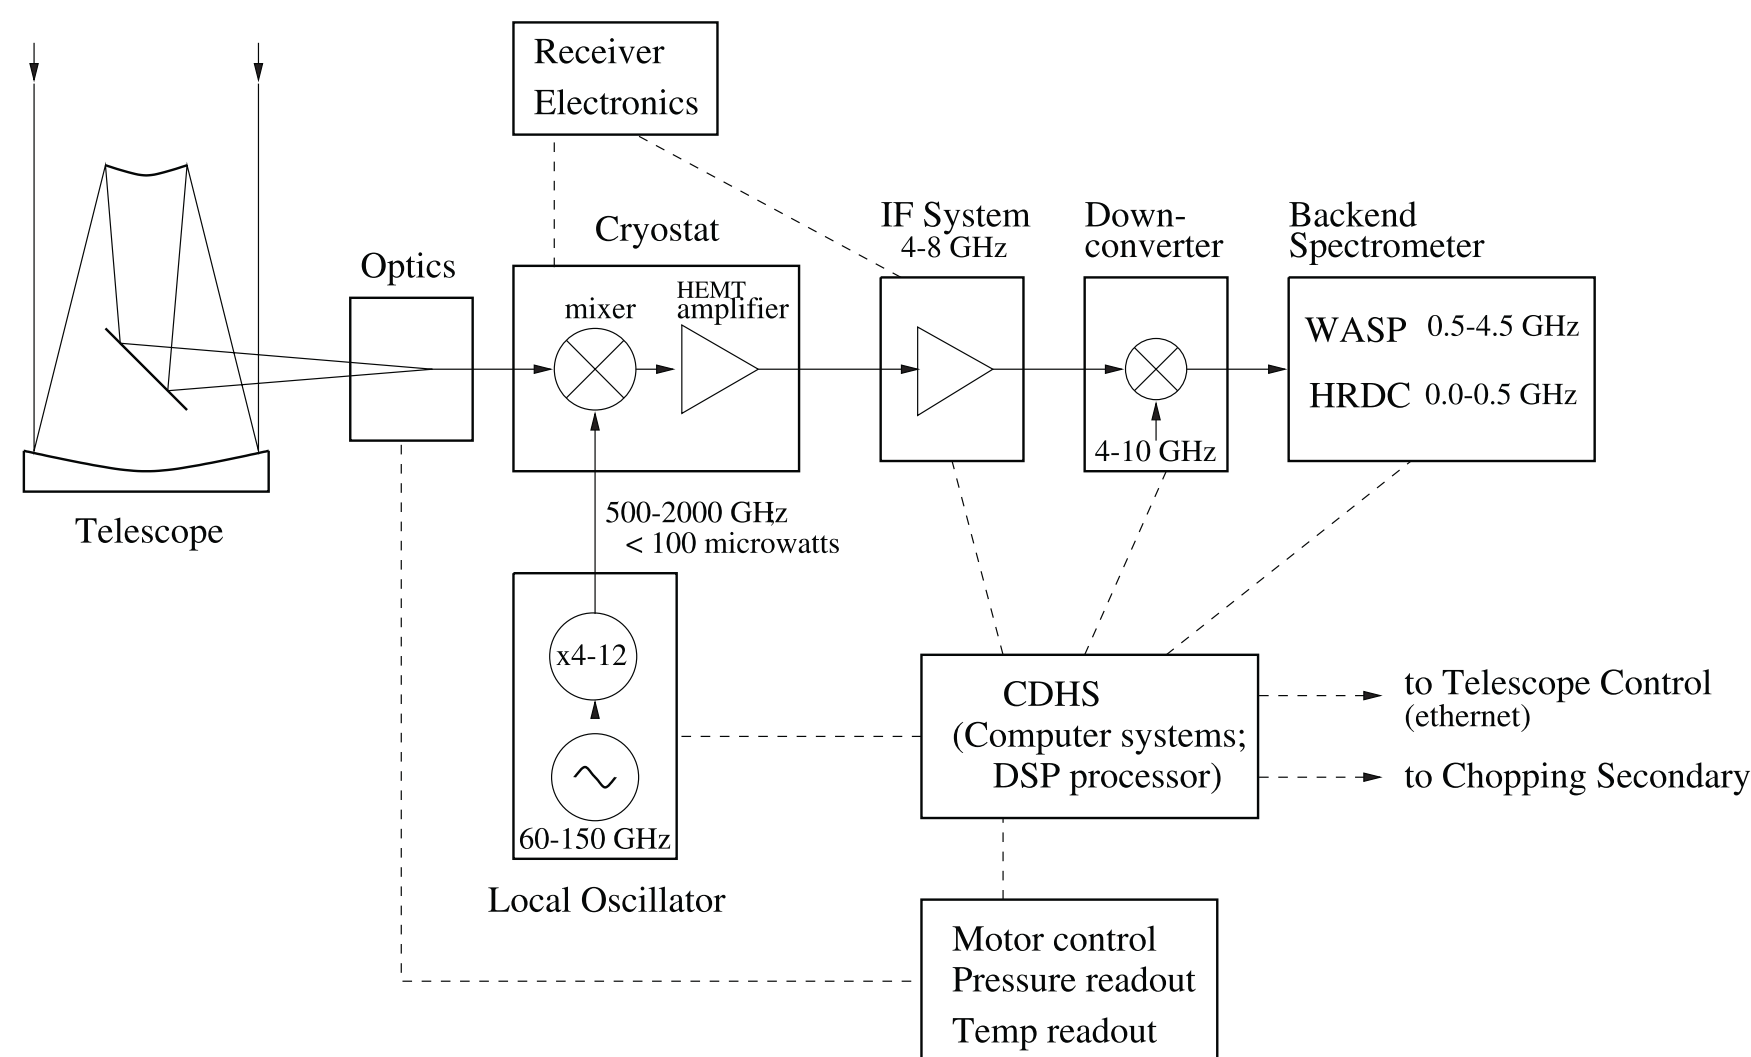 Receiver
Electronics
Cryostat
Optics
IF System
4-8 GHz
Down-
converter
Backend
Spectrometer
mixer
HEMT
amplifier
WASP 0.5-4.5 GHz
HRDC 0.0-0.5 GHz
4-10 GHz
Telescope
500-2000 GHz;
< 100 microwatts
x4-12
60-150 GHz
Local Oscillator
CDHS
(Computer systems;
DSP processor)
to Telescope Control
(ethernet)
to Chopping Secondary
Motor control
Pressure readout
Temp readout